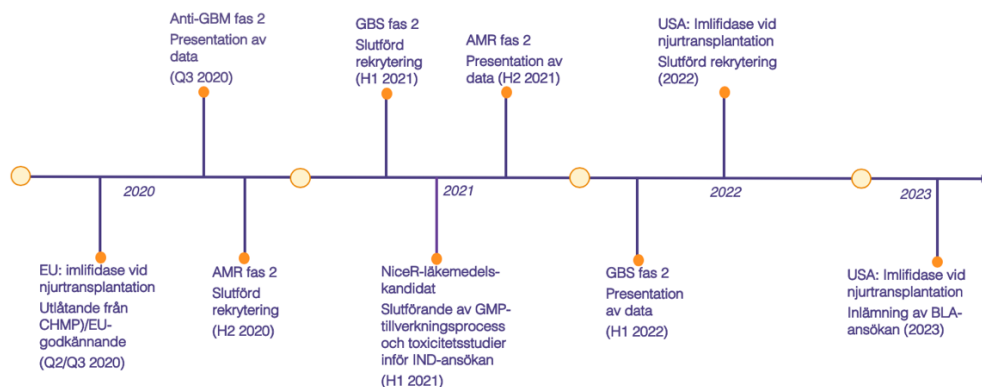 Anti-GBM fas 2
Presentation av
data
(Q3 2020)
GBS fas 2
Slutförd
rekrytering
(H1 2021)
AMR fas 2
Presentation av
data (H2 2021)
USA: Imlifidase vid
njurtransplantation
Slutförd rekrytering
(2022)
2020
2021
2022
2023
EU: imlifidase vid
njurtransplantation
Utlåtande från
CHMP)/EU-
godkännande
(Q2/Q3 2020)
AMR fas 2
Slutförd
rekrytering
(H2 2020)
NiceR-läkemedels-
kandidat
Slutförande av GMP-
tillverkningsprocess
och toxicitetsstudier
inför IND-ansökan
(H1 2021)
GBS fas 2
Presentation
av data
(H1 2022)
USA: Imlifidase vid
njurtransplantation
Inlämning av BLA-
ansökan (2023)